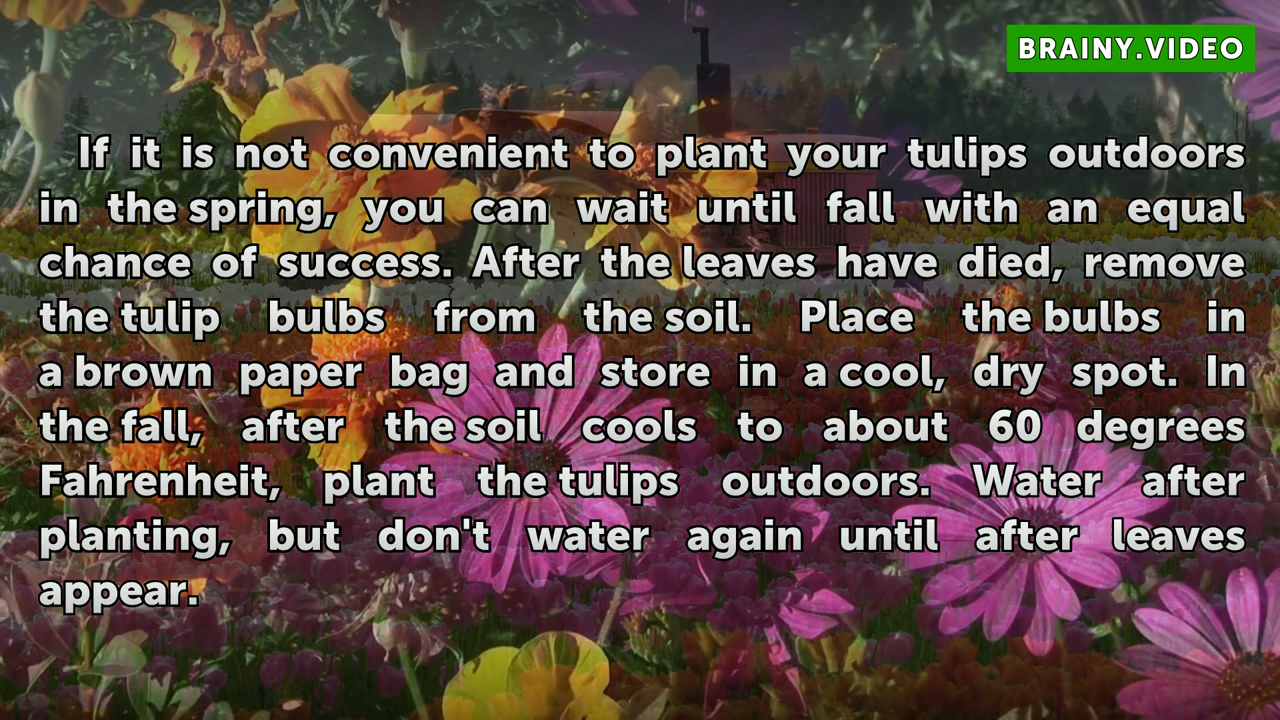 BRAINY.VIDEO
If it is not convenient to plant your tulips outdoors
in the spring, you can wait until fall with an equal
chance of success. After the leaves have died, remove
the tulip bulbs from the soil. Place the bulbs in
a brown paper bag and store in a cool, dry spot. In
the fall, after the soil cools to about 60 degrees
Fahrenheit, plant the tulips outdoors. Water after
planting, but don't water again until after leaves
appear.